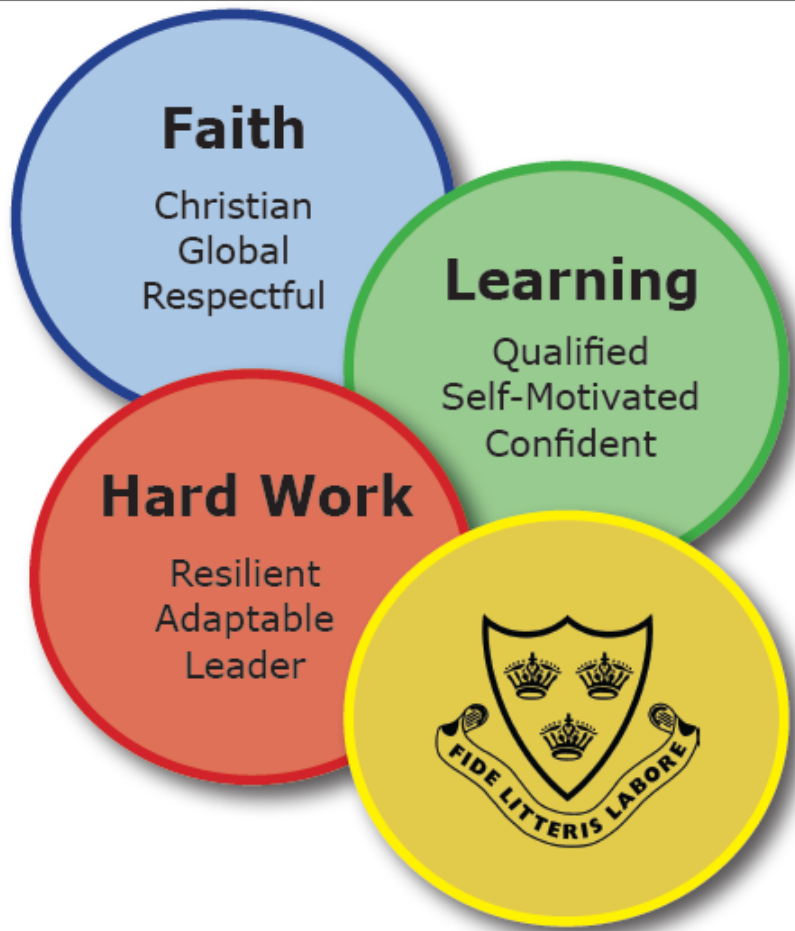 Faith
Christian
Global
Respectful
Learning
Qualified
Self-Motivated
Confident
Hard Work
Resilient
Adaptable
Leader
FIDE LITTERIS LABORE